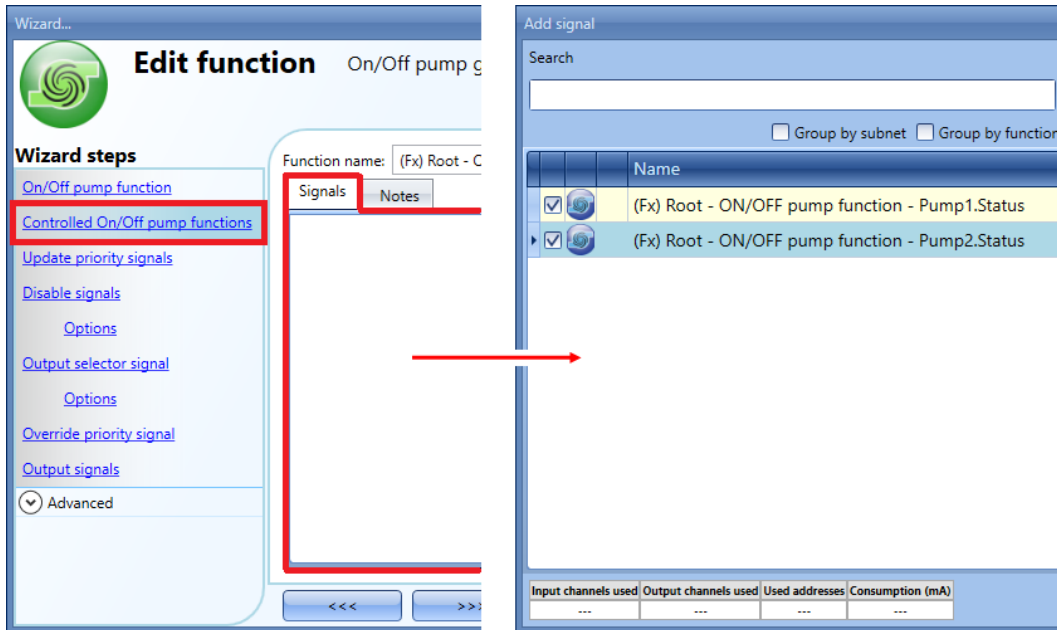 Wizard...
Edit function On/Off pump g
Wizard steps
On/Off pump function
Controlled On/Off pump functions
Update priority signals
Disable signals
Options
Output selector signal
Options
Override priority signal
Output signals
Advanced
Function name: (Fx) Root - C
Signals Notes
<<< >>>
Add signal
Search
Group by subnet Group by function
Name
(Fx) Root - ON/OFF pump function - Pump1.Status
(Fx) Root - ON/OFF pump function - Pump2.Status
Input channels used Output channels used Used addresses Consumption (mA)
--- --- --- ---